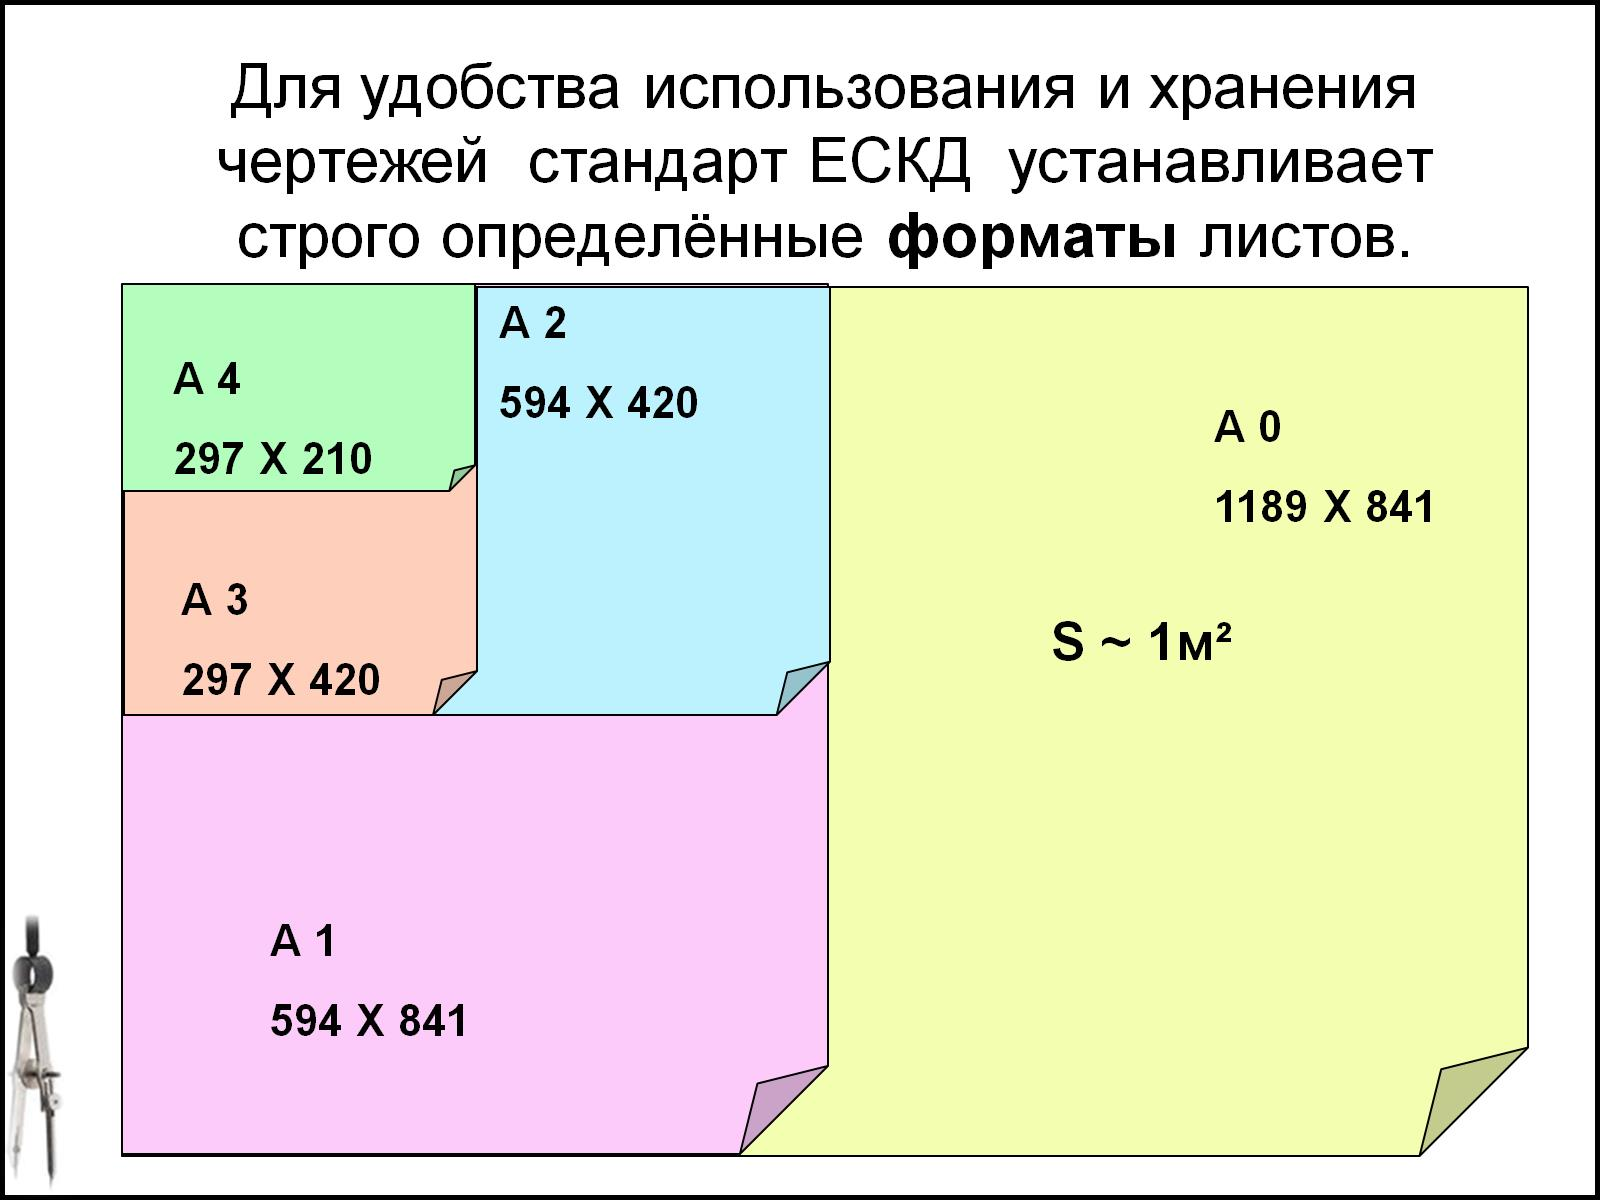 Для удобства использования и хранения
чертежей стандарт ЕСКД устанавливает
строго определённые форматы листов.
А 4
297 Х 210
А 2
594 Х 420
А 0
1189 Х 841
S ~ 1м²
А 3
297 Х 420
А 1
594 Х 841